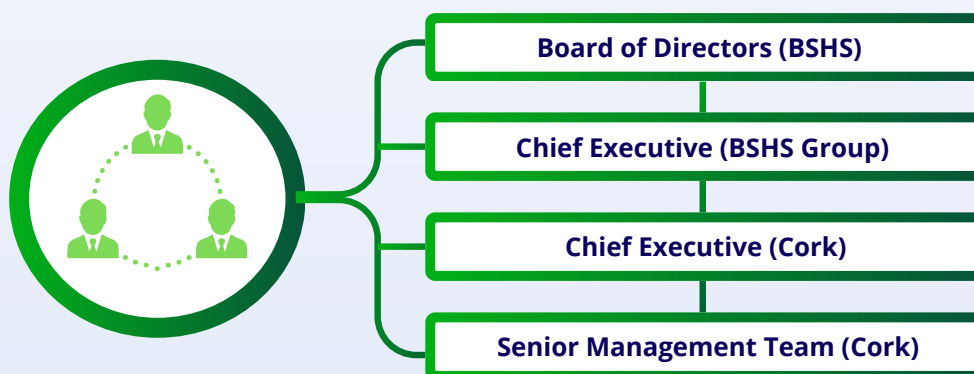 Board of Directors (BSHS)
Chief Executive (BSHS Group)
Chief Executive (Cork)
Senior Management Team (Cork)